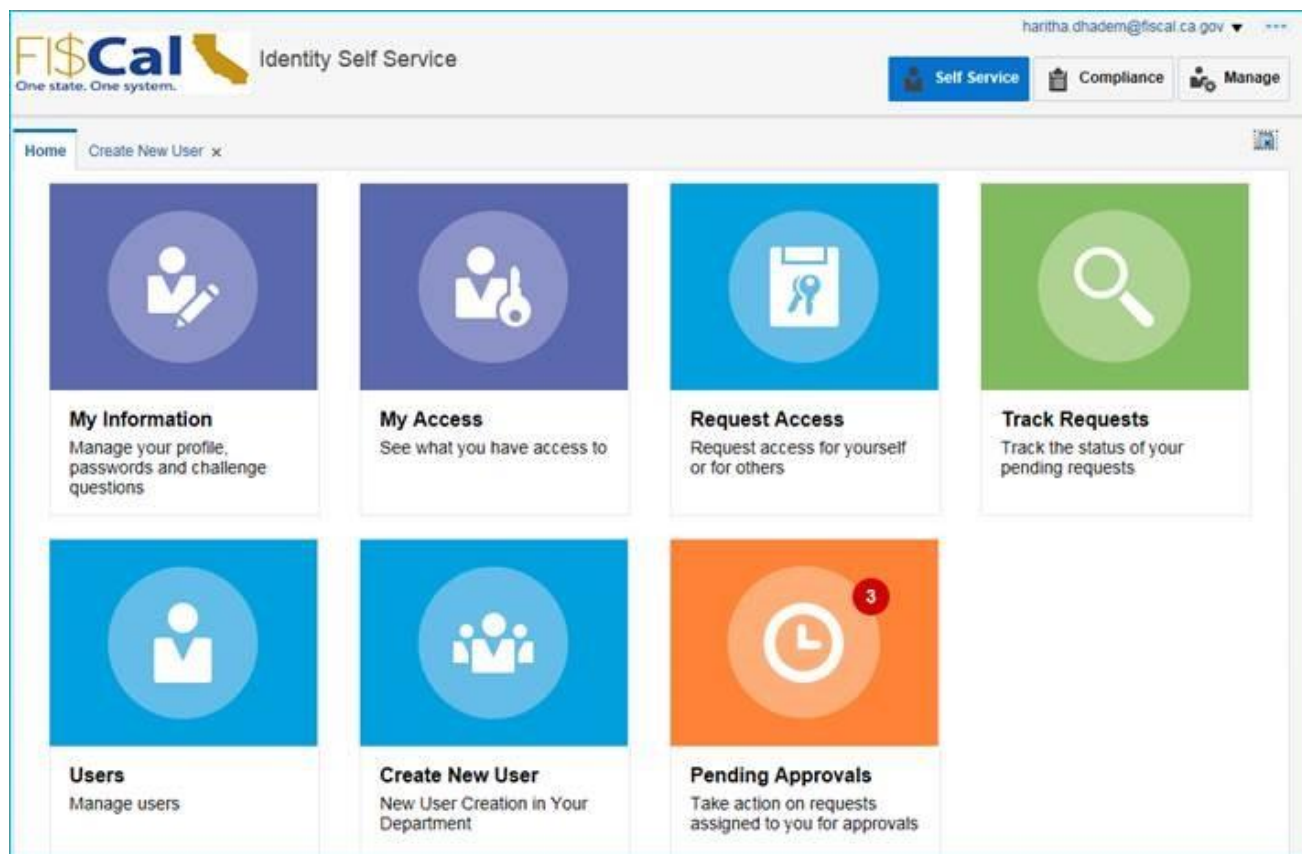 haritha.dhadem@fiscal.ca.gov
FI$Cal
One state. One system.
Identity Self Service
Self Service
Compliance
Manage
Home
Create New User x
My Information
Manage your profile,
passwords and challenge
questions
My Access
See what you have access to
Request Access
Request access for yourself
or for others
Track Requests
Track the status of your
pending requests
3
Users
Manage users
Create New User
New User Creation in Your
Department
Pending Approvals
Take action on requests
assigned to you for approvals